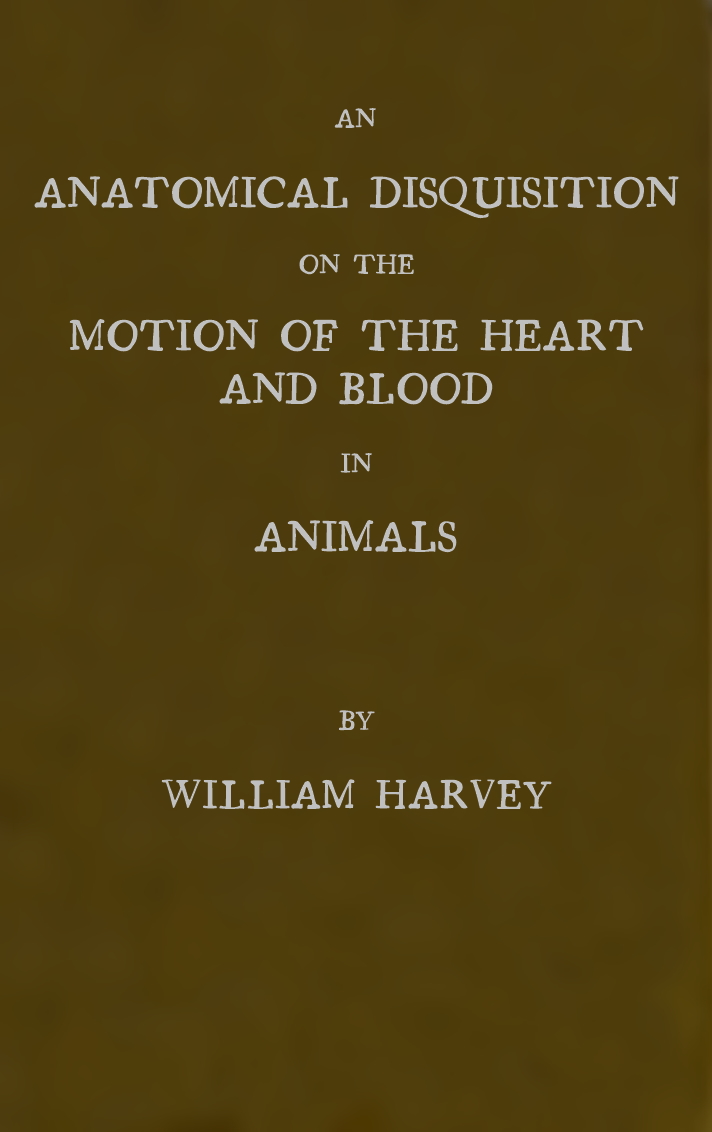 AN
ANATOMICAL DISQUISITION
ON THE
MOTION OF THE HEART
AND BLOOD
IN
ANIMALS
BY
WILLIAM HARVEY